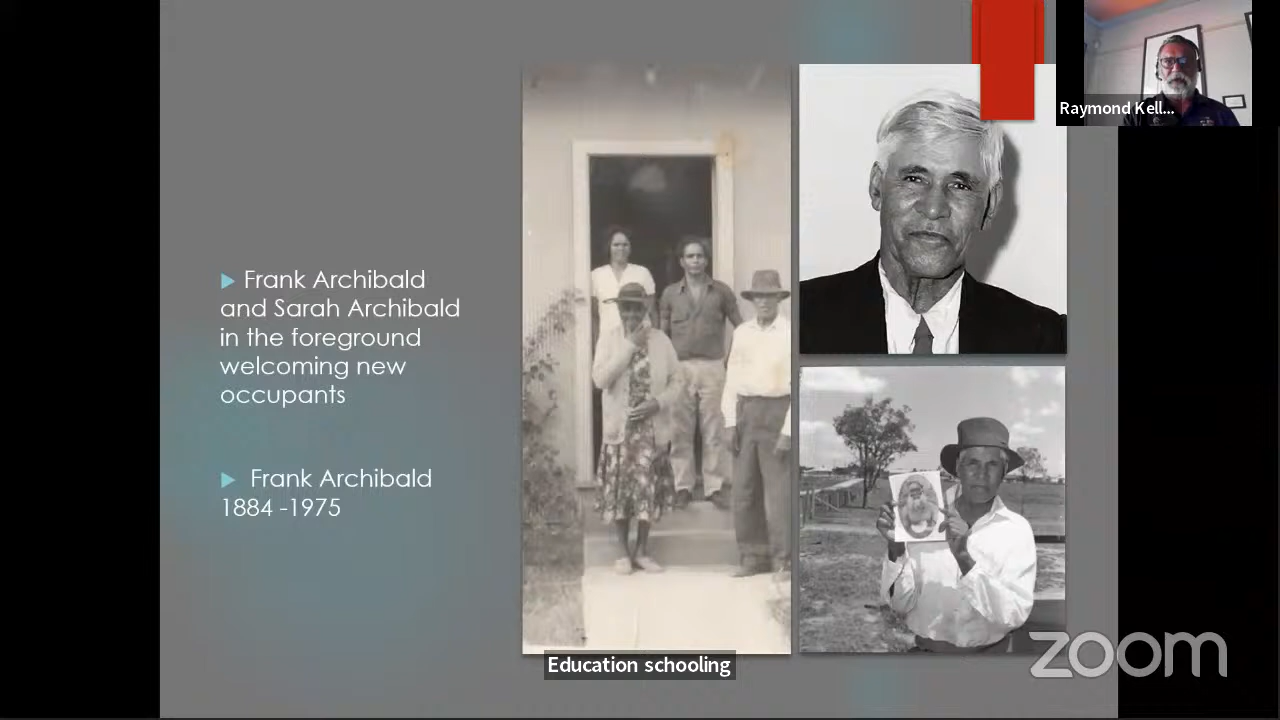 Raymond Kell...
Frank Archibald
and Sarah Archibald
in the foreground
welcoming new
occupants
Frank Archibald
1884 -1975
Education schooling
zoom